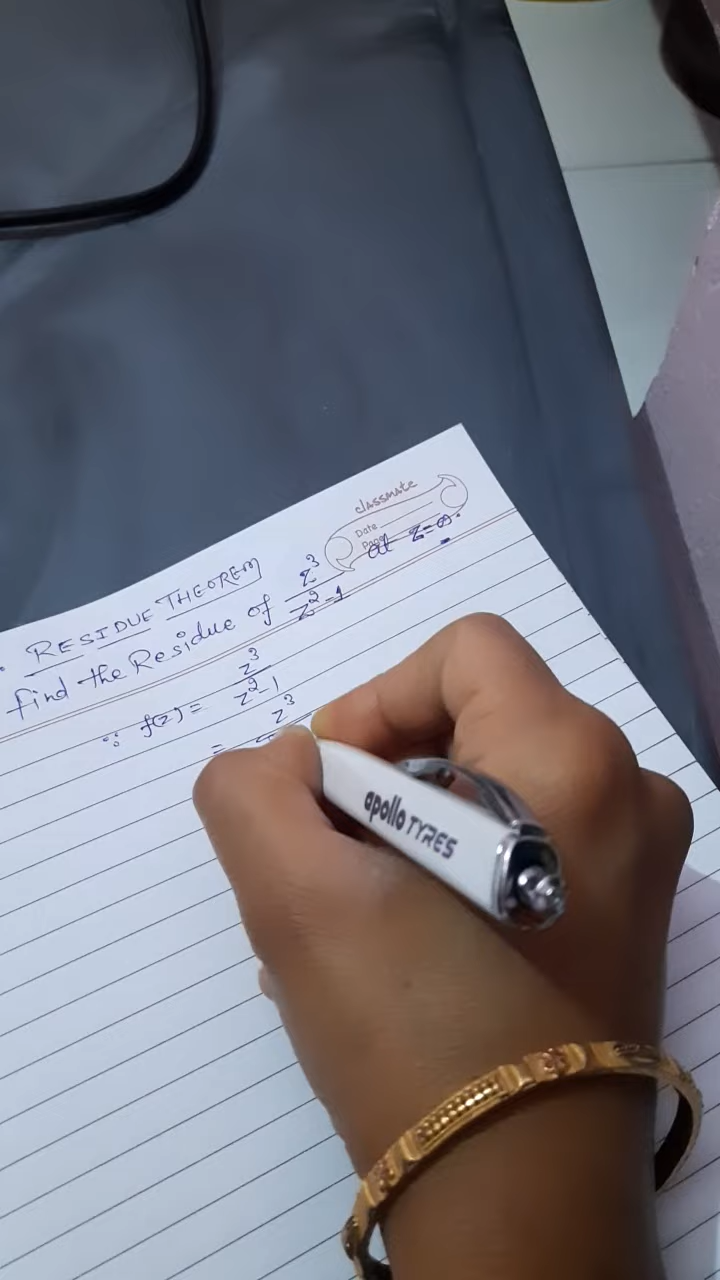 classmate
Date
Page
RESIDUE THEOREM
Find the Residue of z³/z²-1 at z=∞.
∵ f(z) = z³/z²-1
= z³
apollo TYRES